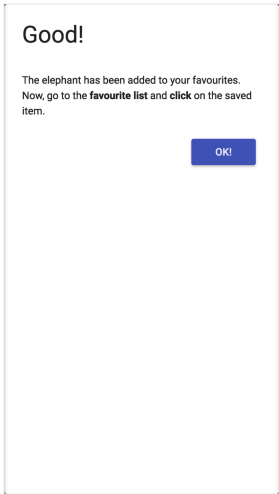 Good!
The elephant has been added to your favourites.
Now, go to the favourite list and click on the saved
item.
OK!